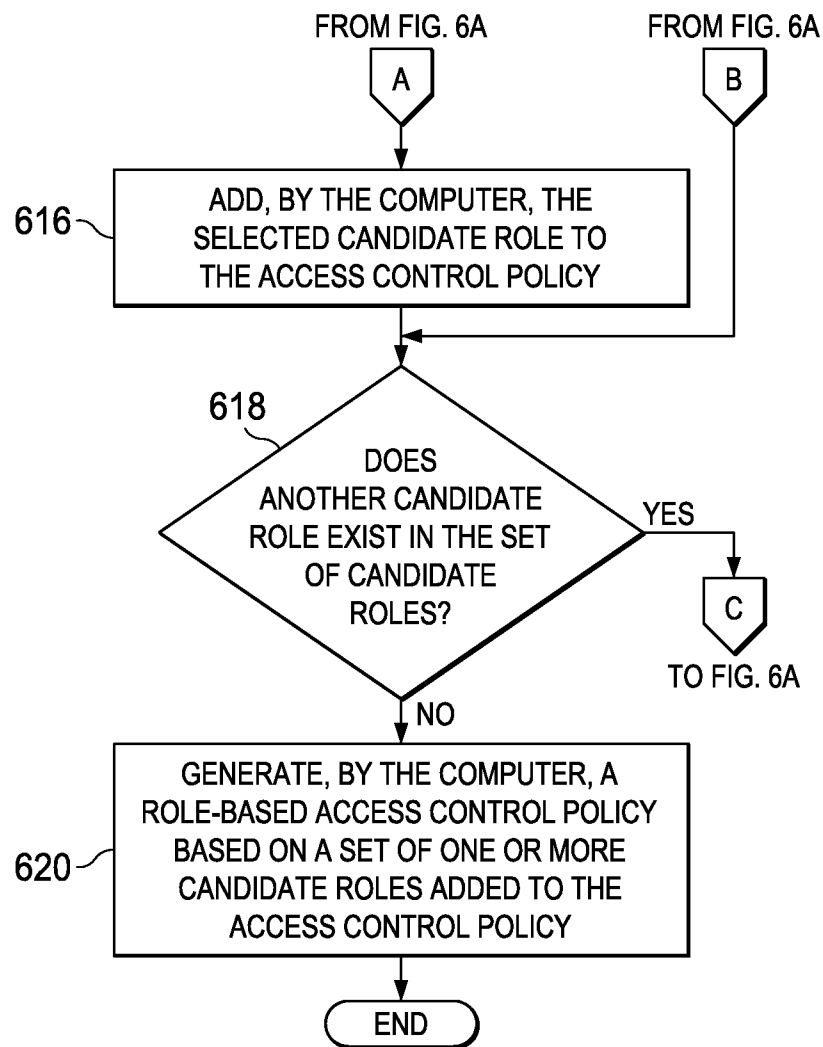 FROM FIG. 6A
FROM FIG. 6A
A
B
616
ADD, BY THE COMPUTER, THE
SELECTED CANDIDATE ROLE TO
THE ACCESS CONTROL POLICY
618
DOES
ANOTHER CANDIDATE
ROLE EXIST IN THE SET
OF CANDIDATE
ROLES?
YES
C
TO FIG. 6A
NO
620
GENERATE, BY THE COMPUTER, A
ROLE-BASED ACCESS CONTROL POLICY
BASED ON A SET OF ONE OR MORE
CANDIDATE ROLES ADDED TO THE
ACCESS CONTROL POLICY
END